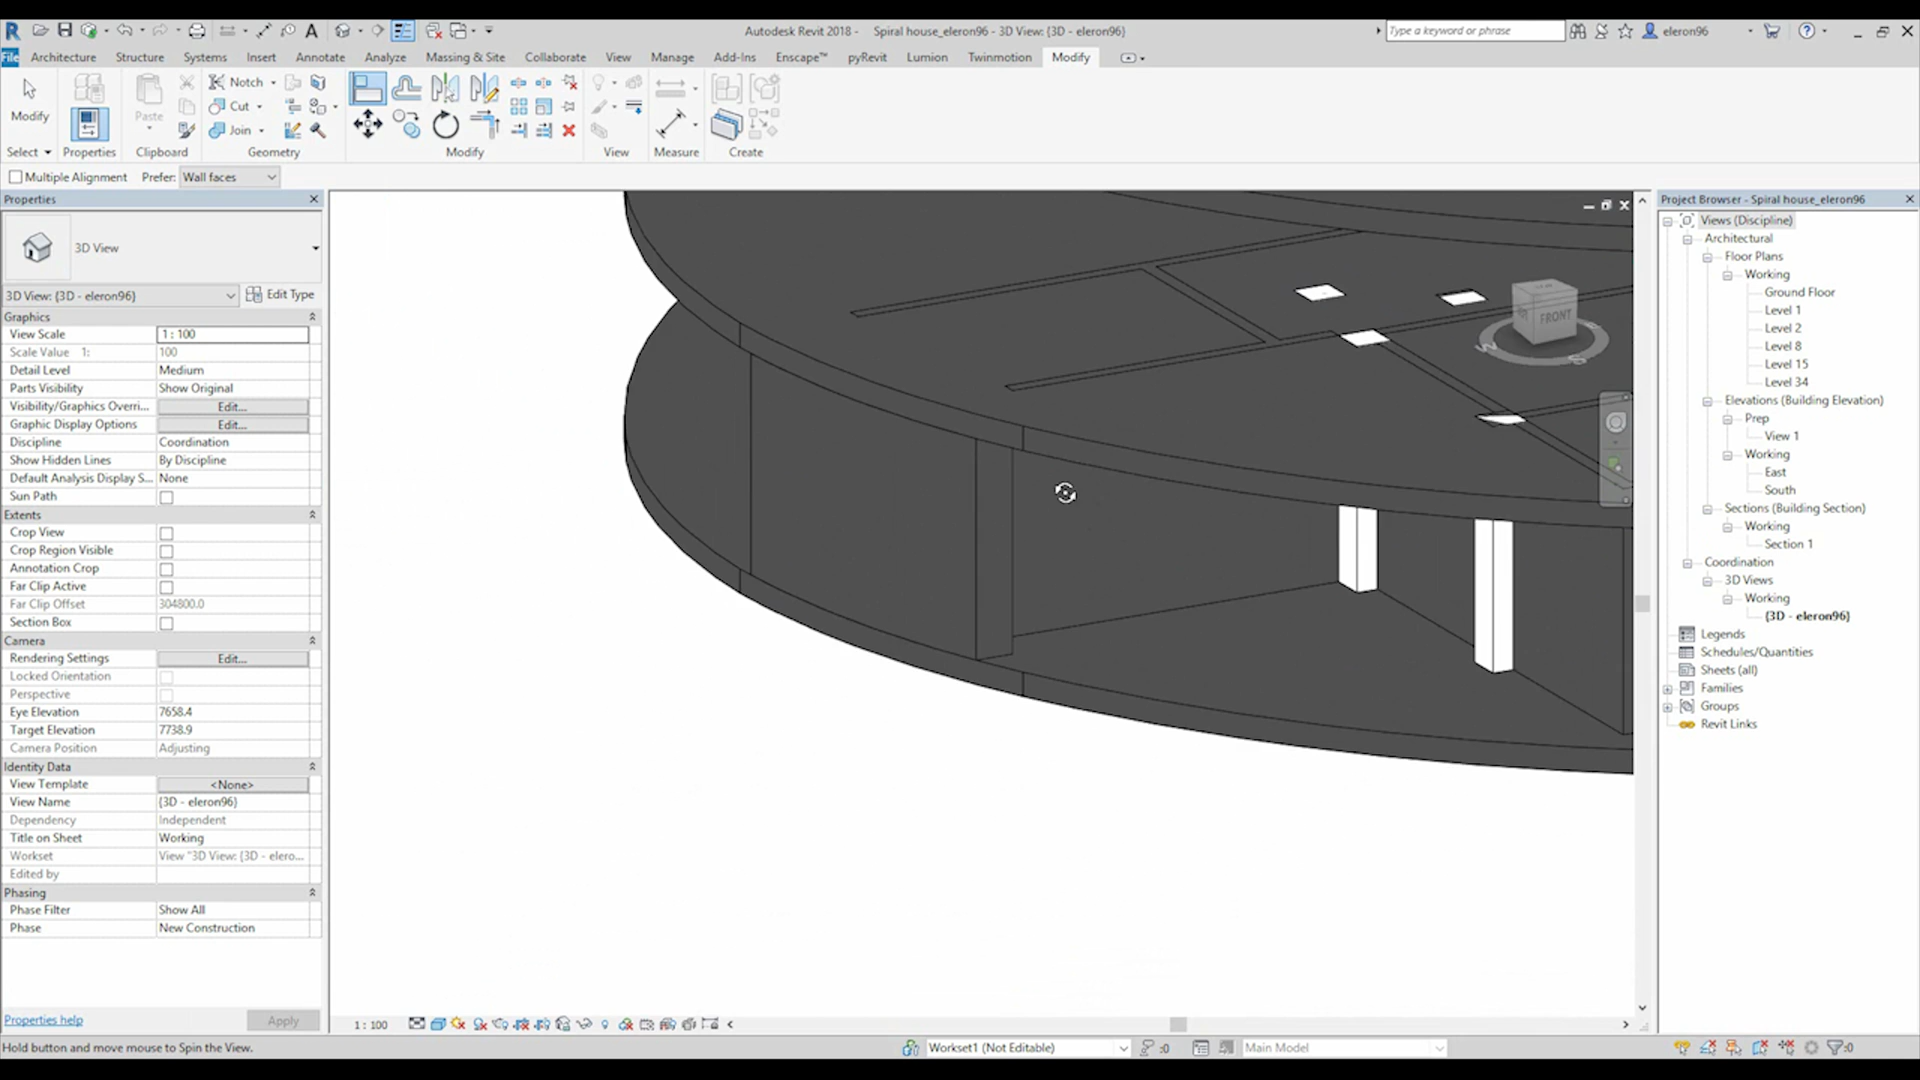 Autodesk Revit 2018 - Spiral house_eleron96 - 3D View: {3D - eleron96}
Type a keyword or phrase
eleron96
File Architecture Structure Systems Insert Annotate Analyze Massing & Site Collaborate View Manage Add-Ins Enscape™ pyRevit Lumion Twinmotion Modify
Modify
Paste
Notch
Cut
Join
Select Properties Clipboard Geometry Modify View Measure Create
Multiple Alignment Prefer: Wall faces
Properties
3D View
3D View: {3D - eleron96} Edit Type
Graphics
View Scale 1 : 100
Scale Value 1: 100
Detail Level Medium
Parts Visibility Show Original
Visibility/Graphics Overri... Edit...
Graphic Display Options Edit...
Discipline Coordination
Show Hidden Lines By Discipline
Default Analysis Display S... None
Sun Path
Extents
Crop View
Crop Region Visible
Annotation Crop
Far Clip Active
Far Clip Offset 304800.0
Section Box
Camera
Rendering Settings Edit...
Locked Orientation
Perspective
Eye Elevation 7658.4
Target Elevation 7738.9
Camera Position Adjusting
Identity Data
View Template <None>
View Name {3D - eleron96}
Dependency Independent
Title on Sheet Working
Workset View "3D View: {3D - elero...
Edited by
Phasing
Phase Filter Show All
Phase New Construction
Properties help Apply
FRONT
W
S
Project Browser - Spiral house_eleron96
Views (Discipline)
Architectural
Floor Plans
Working
Ground Floor
Level 1
Level 2
Level 8
Level 15
Level 34
Elevations (Building Elevation)
Prep
View 1
Working
East
South
Sections (Building Section)
Working
Section 1
Coordination
3D Views
Working
{3D - eleron96}
Legends
Schedules/Quantities
Sheets (all)
Families
Groups
Revit Links
1 : 100
Hold button and move mouse to Spin the View.
Workset1 (Not Editable)
:0
Main Model
:0